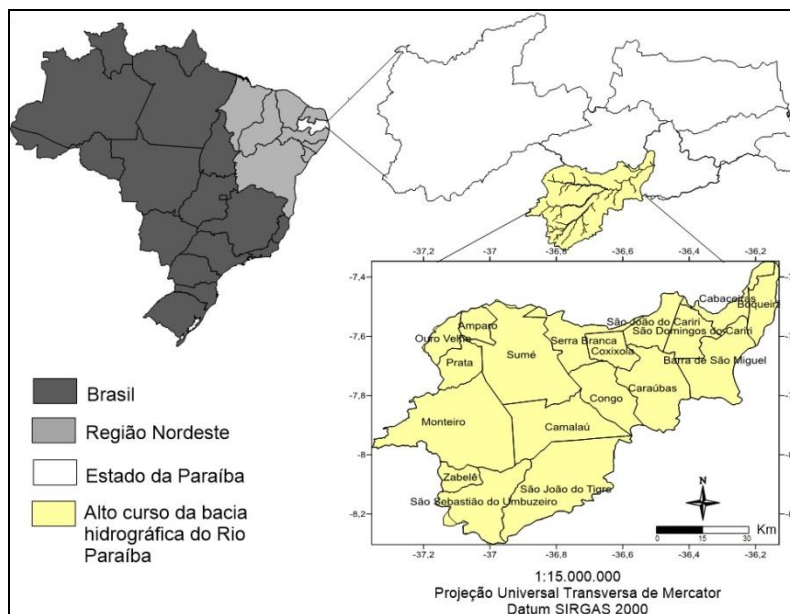 -37,2 -37 -36,8 -36,6 -36,4 -36,2
-7,4
-7,6
-7,8
-8
-8,2
Cabaceiras
Boqueirã
São João do Cariri
São Domingos do Cariri
Amparo
Ouro Velho
Serra Branca
Coxixola
Barra de São Miguel
Prata
Sumé
Caraúbas
Congo
Monteiro
Camalaú
Zabelê
São João do Tigre
São Sebastião do Umbuzeiro
N
0 15 30 Km
-37,2 -37 -36,8 -36,6 -36,4 -36,2
Brasil
Região Nordeste
Estado da Paraíba
Alto curso da bacia
hidrográfica do Rio
Paraíba
1:15.000.000
Projeção Universal Transversa de Mercator
Datum SIRGAS 2000